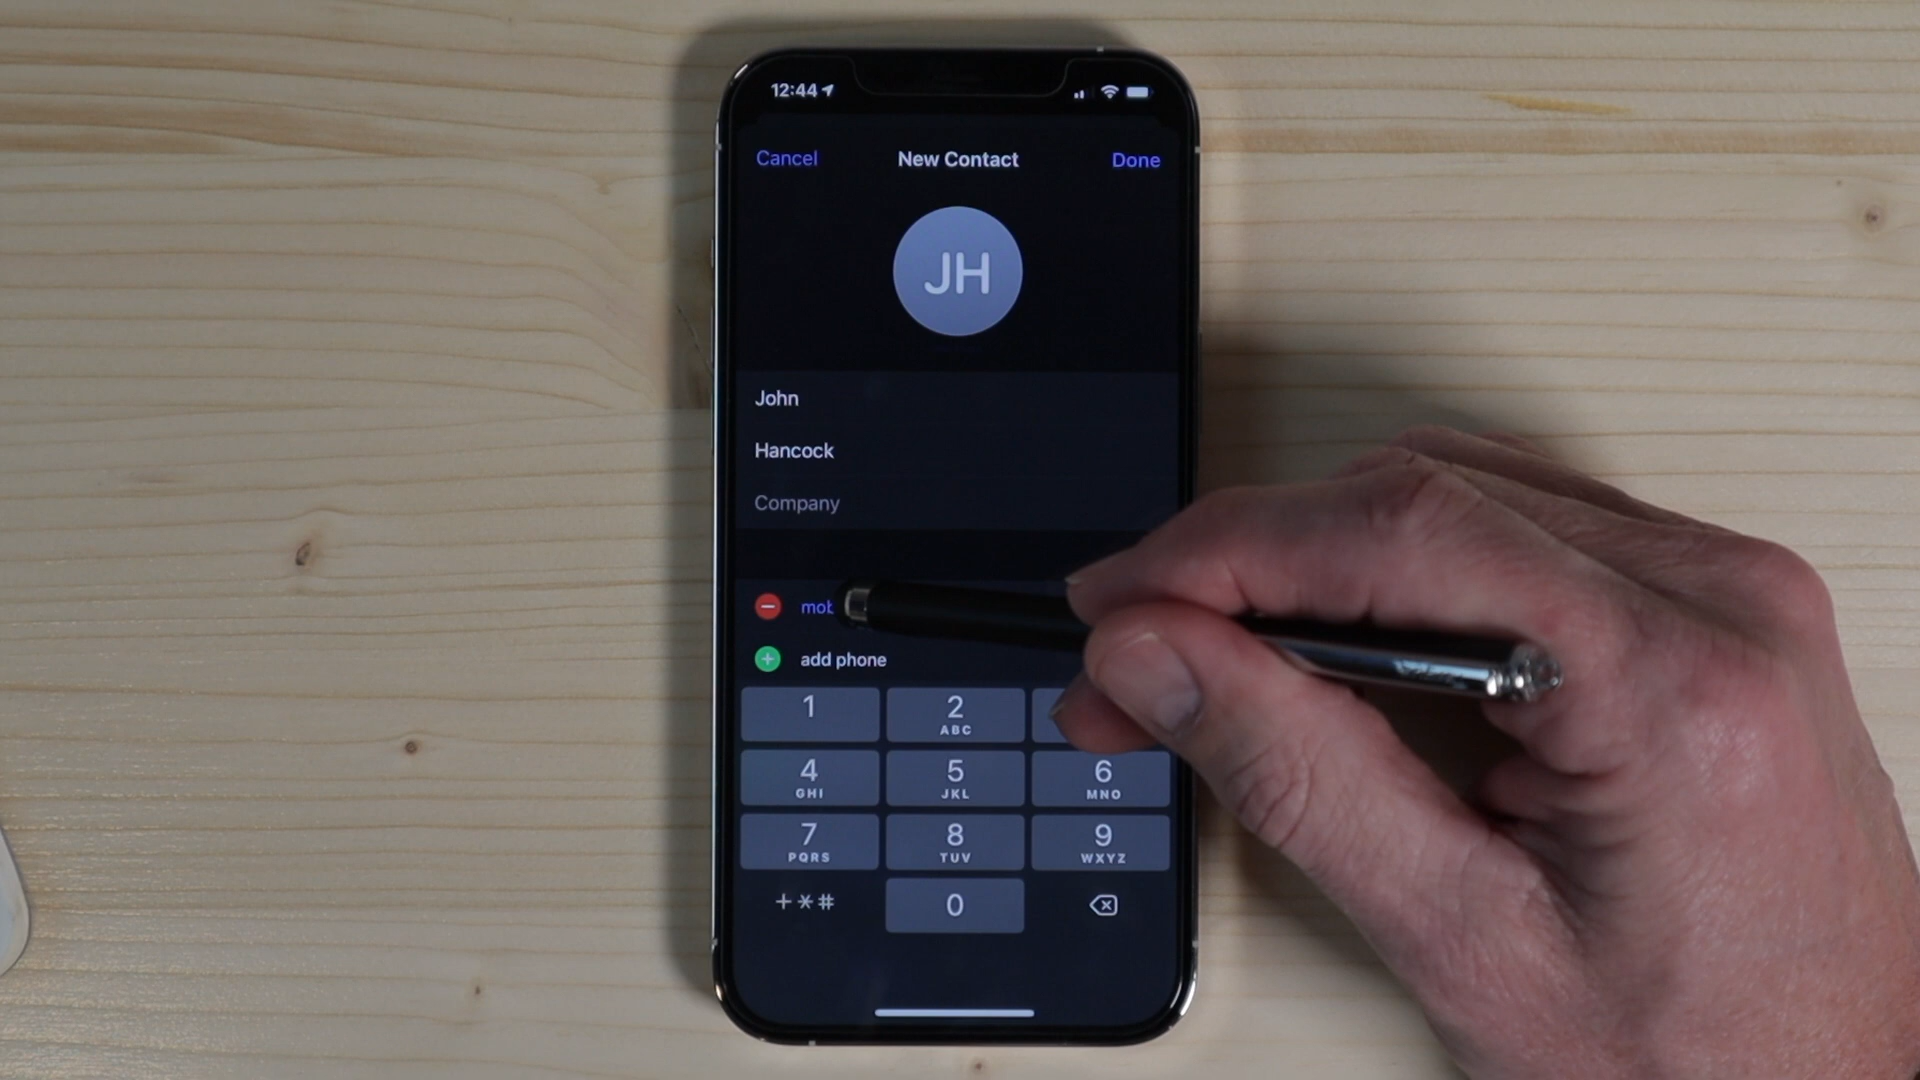 12:44
Cancel New Contact Done
JH
John
Hancock
Company
add phone
1 2
ABC
4 5 6
GHI JKL MNO
7 8 9
PQRS TUV WXYZ
+*# 0